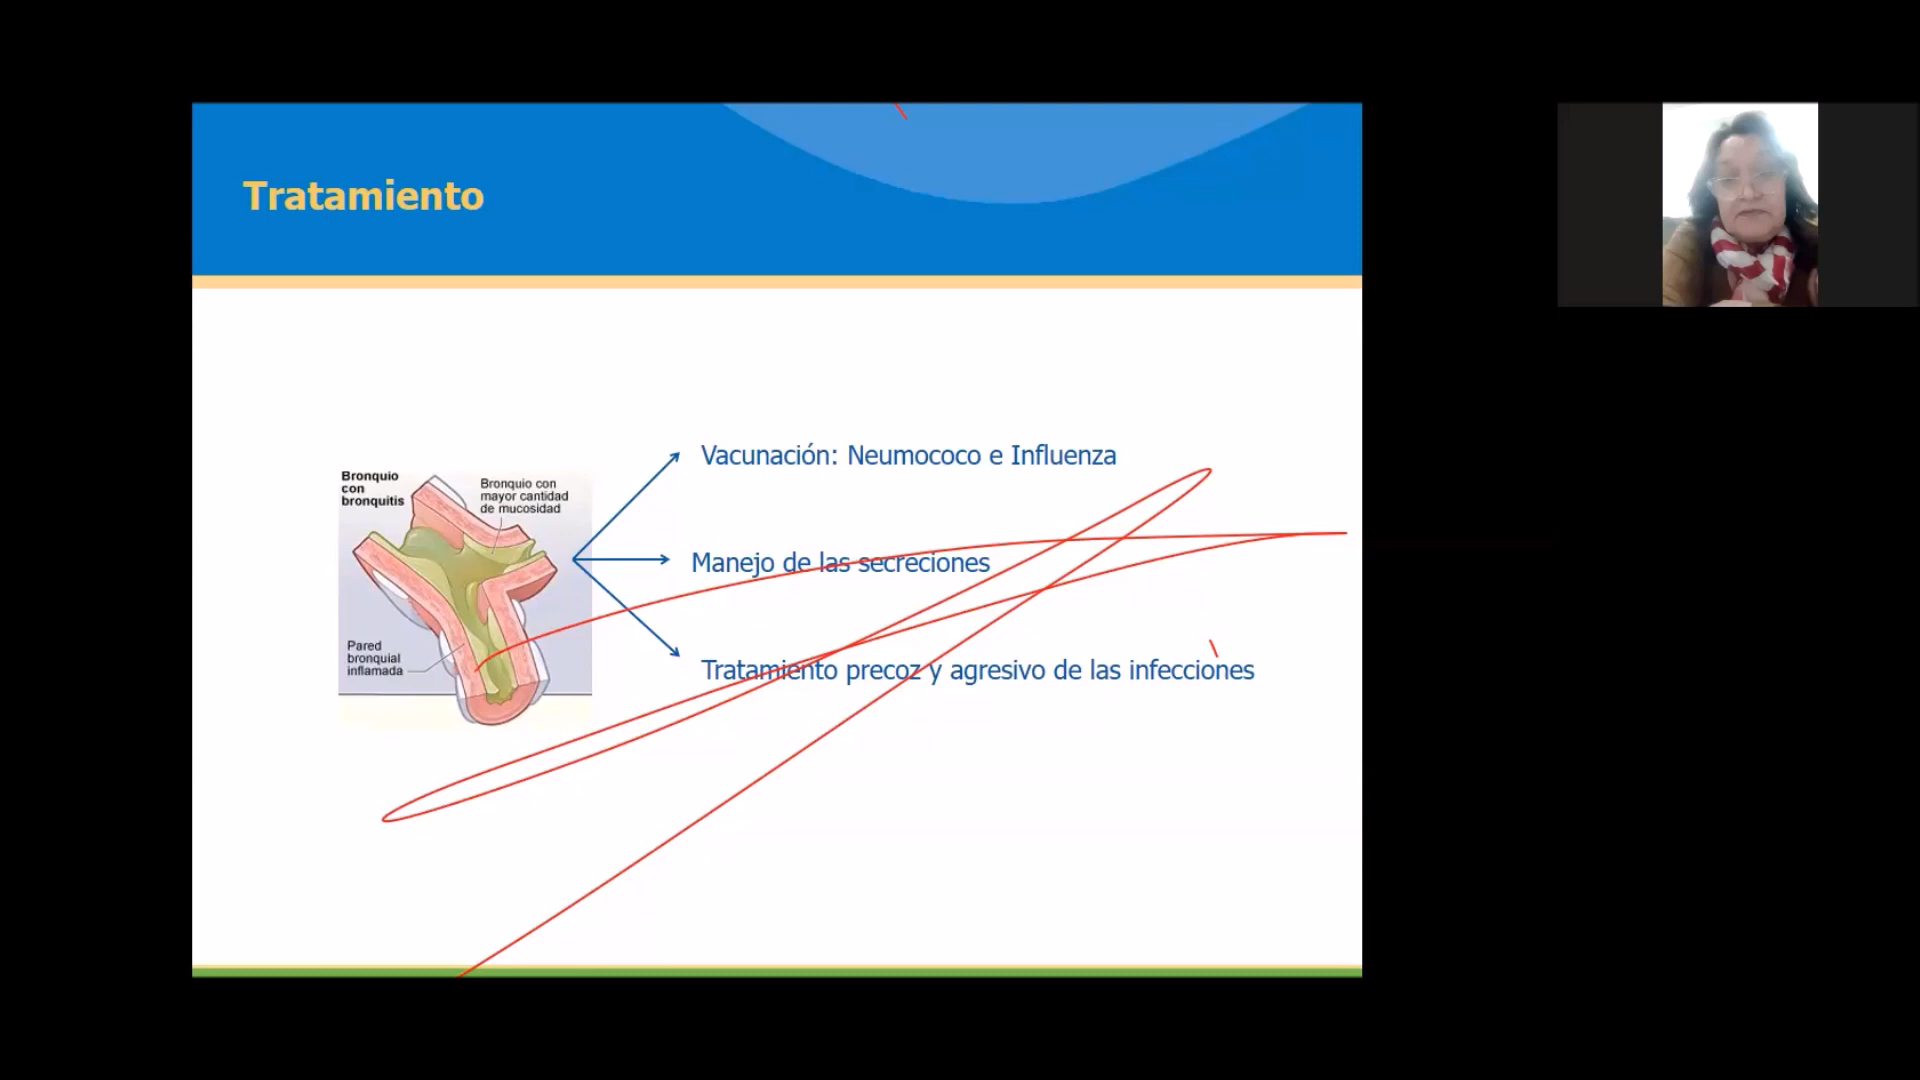 Tratamiento
Bronquio
con
bronquitis
Bronquio con
mayor cantidad
de mucosidad
Pared
bronquial
inflamada
Vacunación: Neumococo e Influenza
Manejo de las secreciones
Tratamiento precoz y agresivo de las infecciones